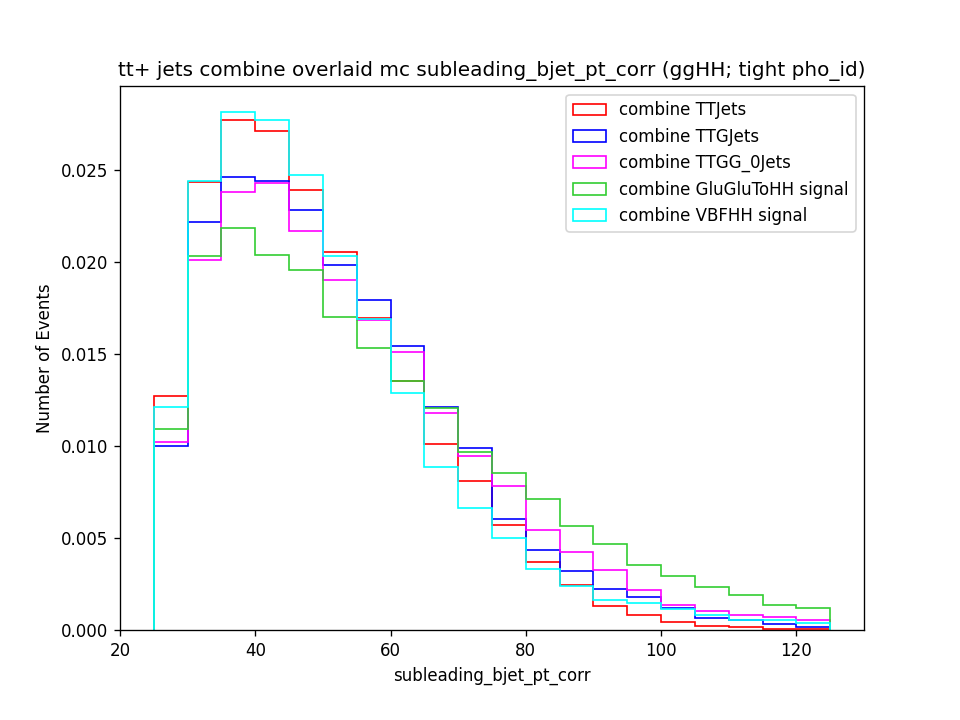 tt+ jets combine overlaid mc subleading_bjet_pt_corr (ggHH; tight pho_id)
combine TTJets
combine TTGJets
combine TTGG_0Jets
combine GluGluToHH signal
combine VBFHH signal
Number of Events
0.025
0.020
0.015
0.010
0.005
0.000
20 40 60 80 100 120
subleading_bjet_pt_corr